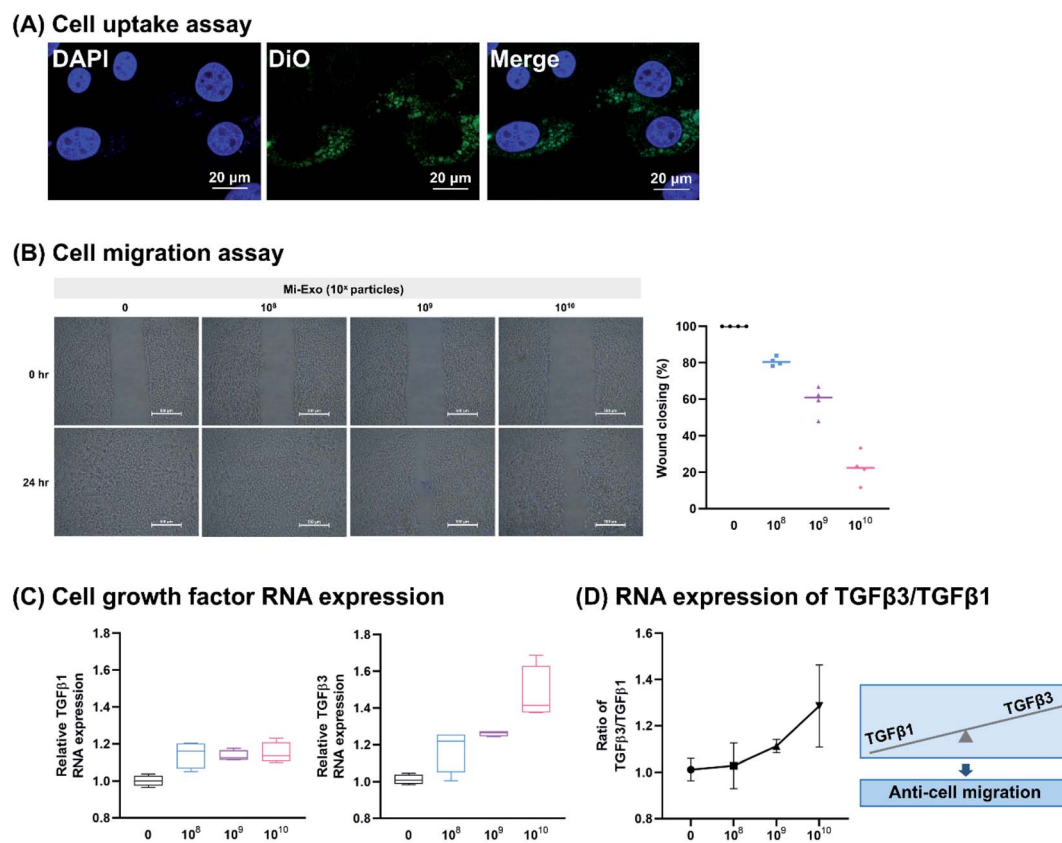 (A) Cell uptake assay
DAPI
DiO
Merge
20 μm
20 μm
20 μm
(B) Cell migration assay
Mi-Exo (10ˣ particles)
0
10⁸
10⁹
10¹⁰
0 hr
24 hr
Wound closing (%)
100
80
60
40
20
0
0
10⁸
10⁹
10¹⁰
(C) Cell growth factor RNA expression
Relative TGFβ1
RNA expression
1.8
1.6
1.4
1.2
1.0
0.8
0
10⁸
10⁹
10¹⁰
Relative TGFβ3
RNA expression
1.8
1.6
1.4
1.2
1.0
0.8
0
10⁸
10⁹
10¹⁰
(D) RNA expression of TGFβ3/TGFβ1
Ratio of
TGFβ3/TGFβ1
1.6
1.4
1.2
1.0
0.8
0
10⁸
10⁹
10¹⁰
TGFβ1
TGFβ3
Anti-cell migration